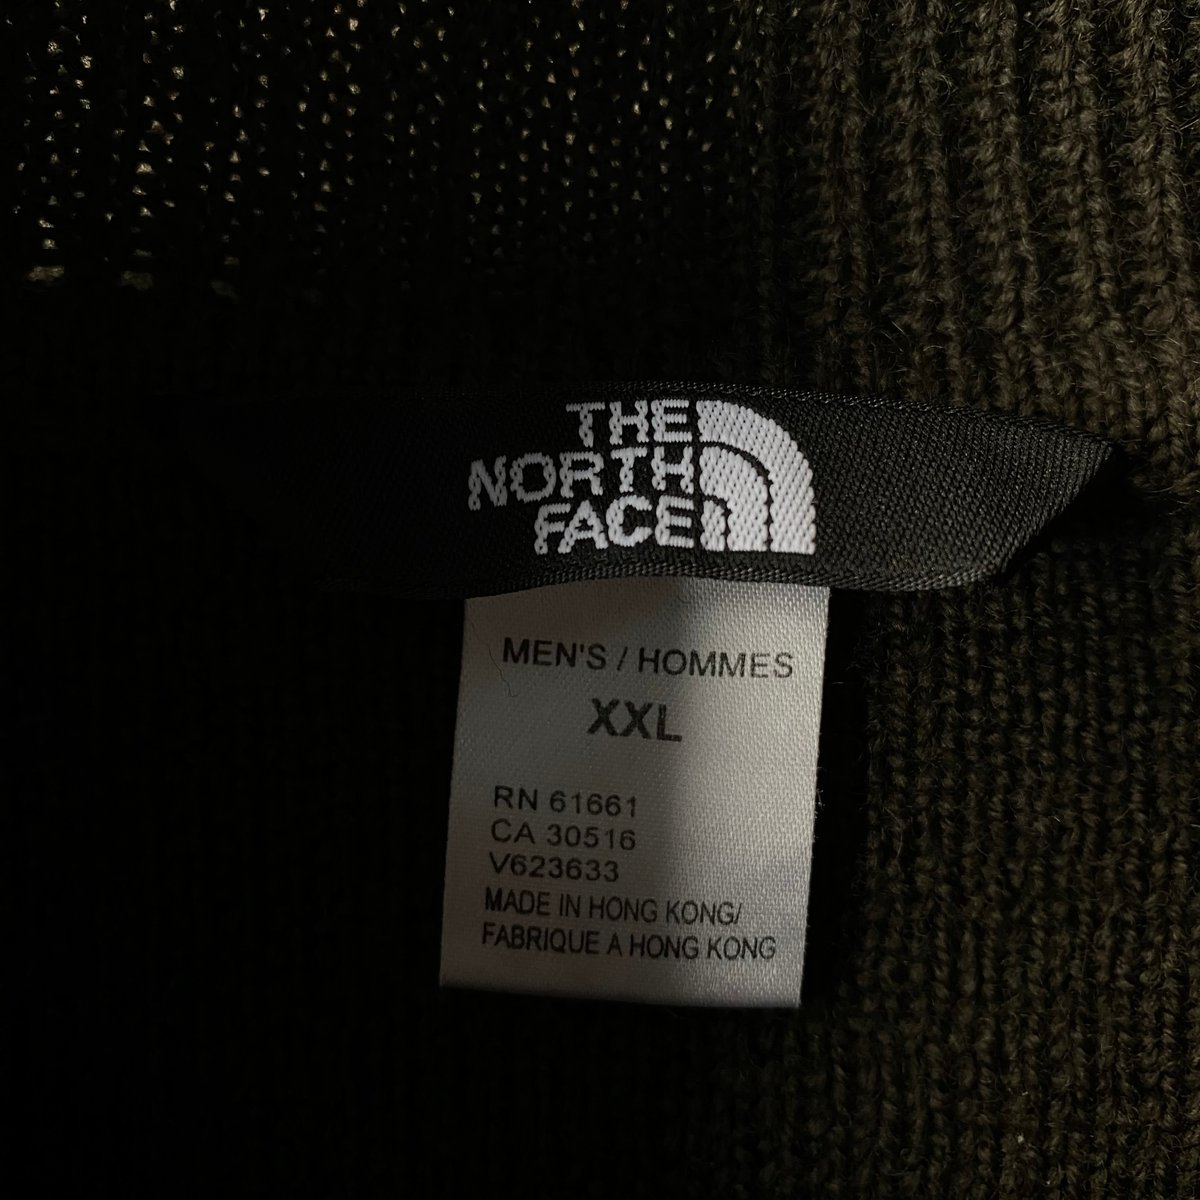 THE
NORTH
FACE
MEN'S / HOMMES
XXL
RN 61661
CA 30516
V623633
MADE IN HONG KONG/
FABRIQUE A HONG KONG